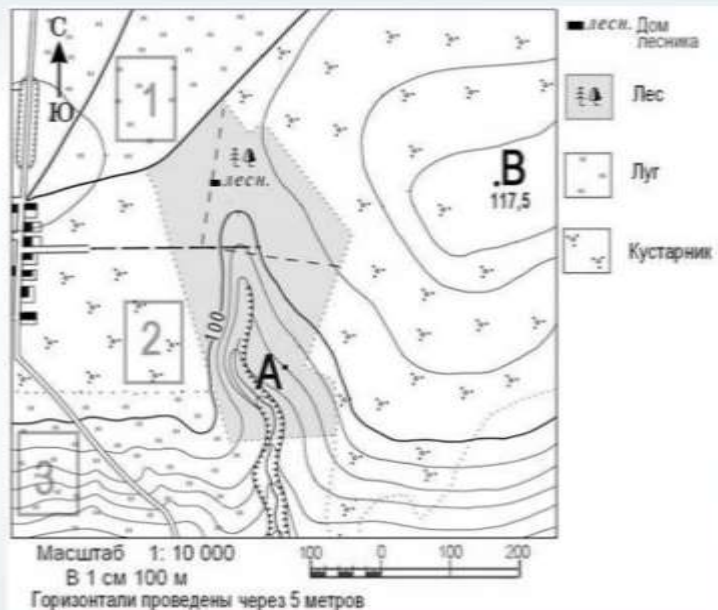 С
Ю
1
лесн.
.В
117,5
100
2
А
3
лесн. Дом
лесника
Лес
Луг
Кустарник
Масштаб 1: 10 000
В 1 см 100 м
100 0 100 200
Горизонтали проведены через 5 метров